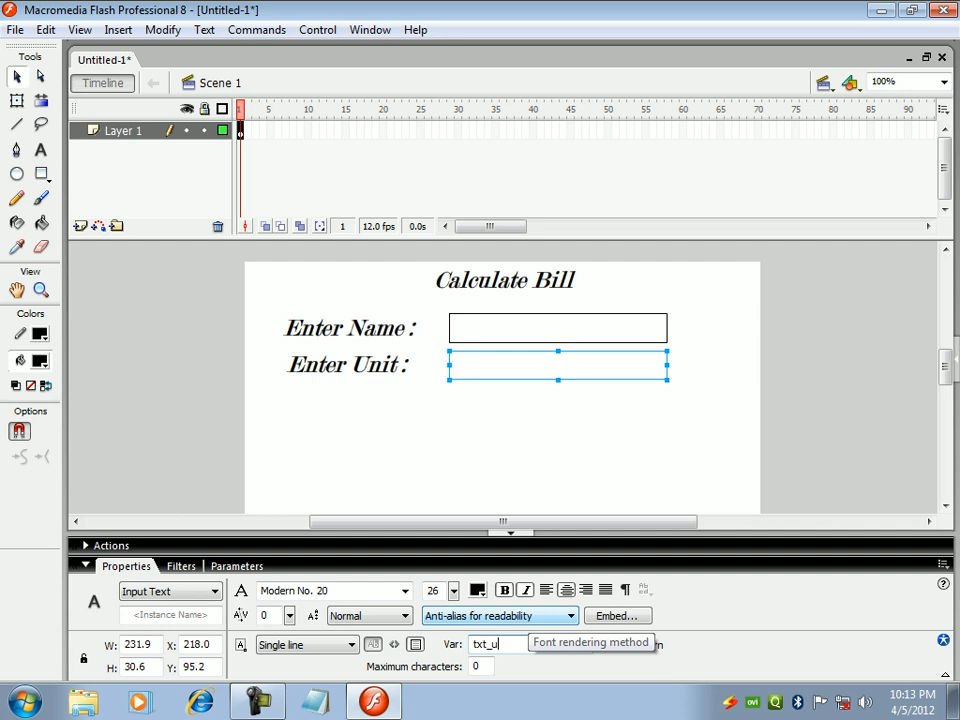 Macromedia Flash Professional 8 - [Untitled-1*]
File Edit View Insert Modify Text Commands Control Window Help
Tools
Untitled-1*
Timeline Scene 1 100%
1 5 10 15 20 25 30 35 40 45 50 55 60 65 70 75 80 85 90
Layer 1
1 12.0 fps 0.0s
View
Colors
Options
Calculate Bill
Enter Name :
Enter Unit :
Actions
Properties Filters Parameters
Input Text A Modern No. 20 26 B I
<Instance Name> A/V 0 Normal Anti-alias for readability Embed...
W: 231.9 X: 218.0 Single line Var: txt_u
Font rendering method
H: 30.6 Y: 95.2 Maximum characters: 0
10:13 PM
4/5/2012